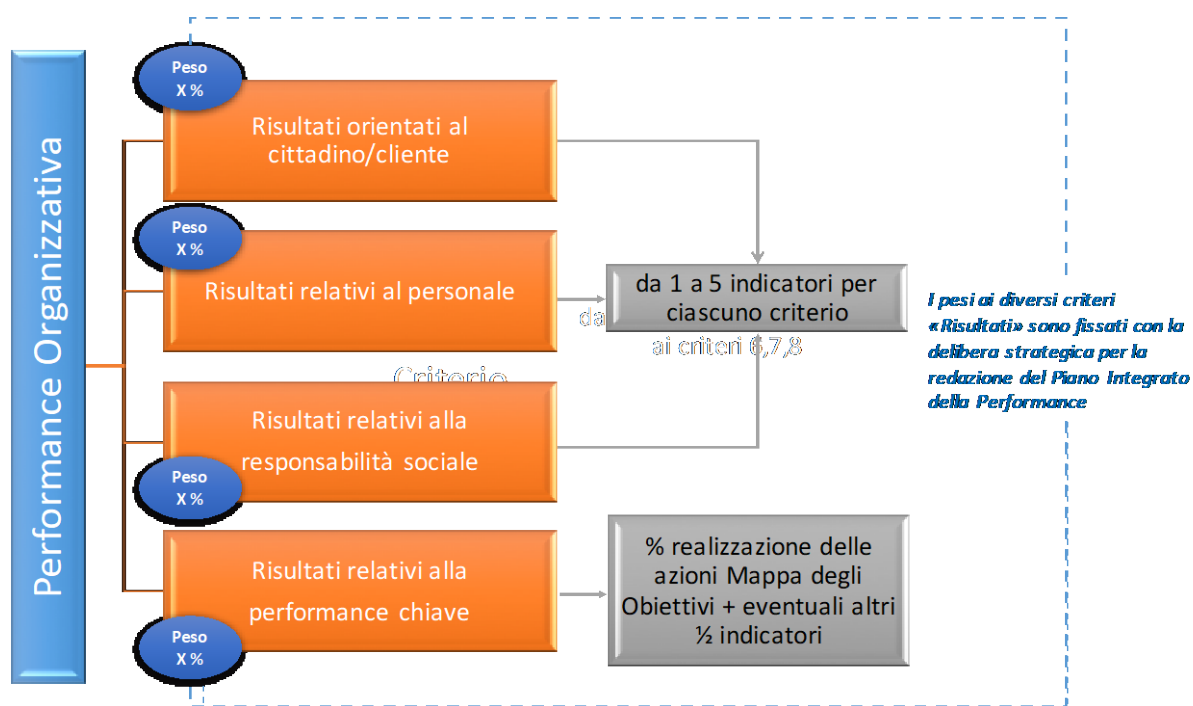 Performance Organizzativa
Peso
X %
Risultati orientati al
cittadino/cliente
Peso
X %
Risultati relativi al personale
da 1 a 5 indicatori per
ciascuno criterio
da
ai criteri 6,7,8
Criterio
Risultati relativi alla
responsabilità sociale
Peso
X %
Risultati relativi alla
performance chiave
Peso
X %
% realizzazione delle
azioni Mappa degli
Obiettivi + eventuali altri
½ indicatori
I pesi ai diversi criteri
«Risultati» sono fissati con la
delibera strategica per la
redazione del Piano Integrato
della Performance